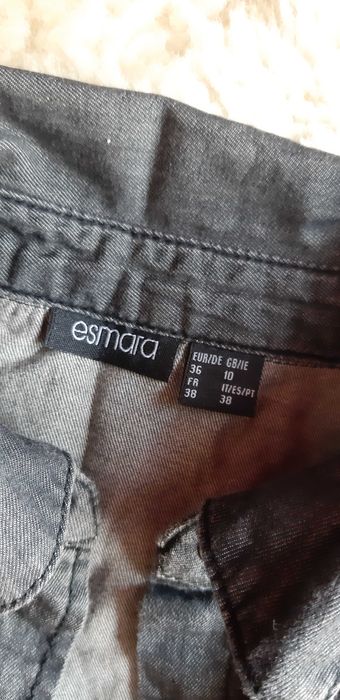 esmara
EUR/DE GB/IE
36 10
FR IT/ES/PT
38 38